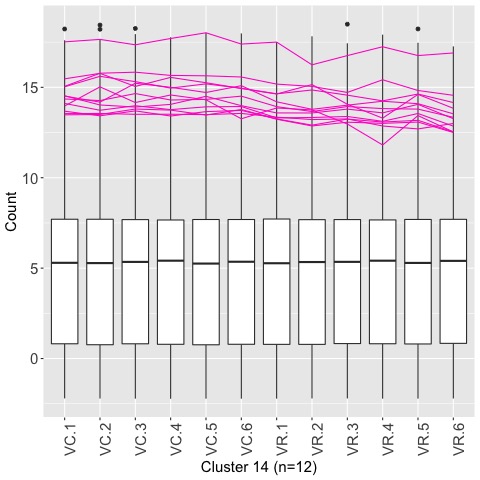 Count
15
10
5
0
VC.1
VC.2
VC.3
VC.4
VC.5
VC.6
VR.1
VR.2
VR.3
VR.4
VR.5
VR.6
Cluster 14 (n=12)